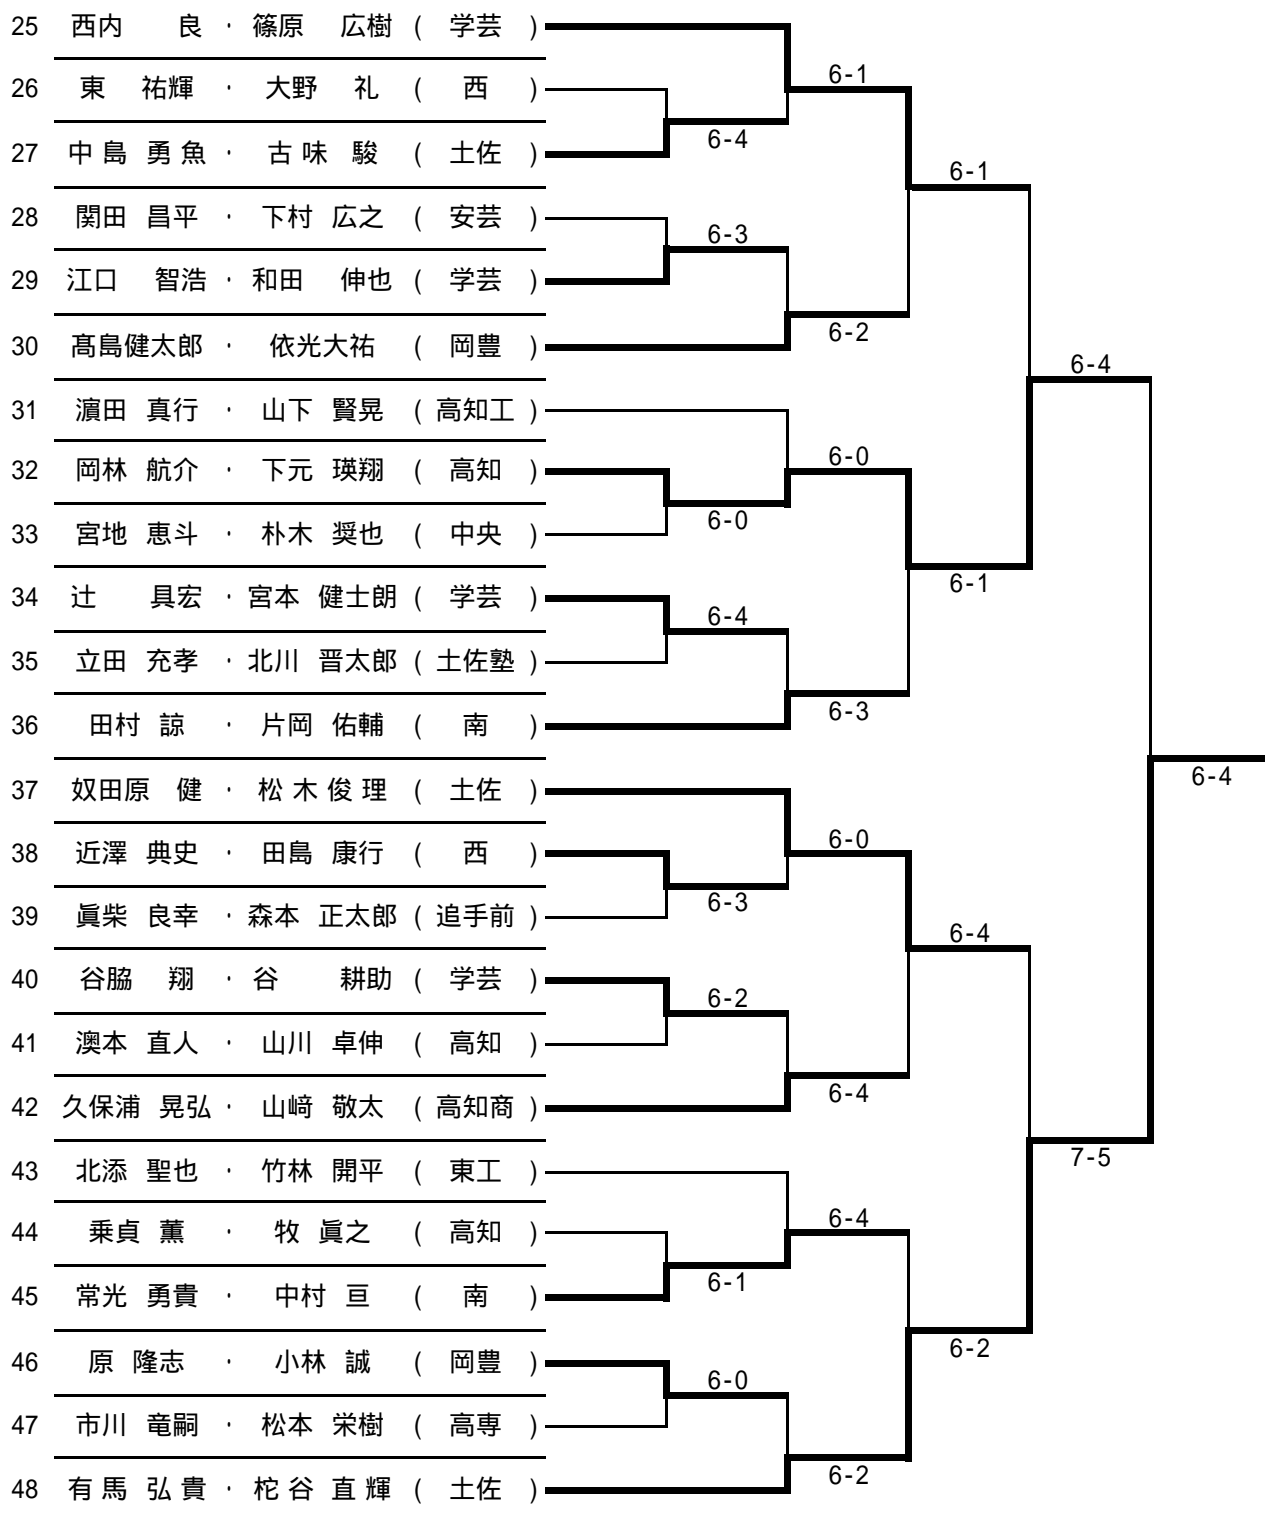 25 西内 良 ・ 篠原 広樹 ( 学芸 )
6-1
26 東 祐輝 ・ 大野 礼 ( 西 )
6-4
27 中島 勇魚 ・ 古味 駿 ( 土佐 )
6-1
28 関田 昌平 ・ 下村 広之 ( 安芸 )
6-3
29 江口 智浩 ・ 和田 伸也 ( 学芸 )
6-2
30 髙島健太郎 ・ 依光大祐 ( 岡豊 )
6-4
31 濵田 真行 ・ 山下 賢晃 ( 高知工 )
6-0
32 岡林 航介 ・ 下元 瑛翔 ( 高知 )
6-0
33 宮地 恵斗 ・ 朴木 奨也 ( 中央 )
6-1
34 辻 具宏 ・ 宮本 健士朗 ( 学芸 )
6-4
35 立田 充孝 ・ 北川 晋太郎 ( 土佐塾 )
6-3
36 田村 諒 ・ 片岡 佑輔 ( 南 )
6-4
37 奴田原 健 ・ 松木俊理 ( 土佐 )
6-0
38 近澤 典史 ・ 田島 康行 ( 西 )
6-3
39 眞柴 良幸 ・ 森本 正太郎 ( 追手前 )
6-4
40 谷脇 翔 ・ 谷 耕助 ( 学芸 )
6-2
41 澳本 直人 ・ 山川 卓伸 ( 高知 )
6-4
42 久保浦 晃弘 ・ 山﨑 敬太 ( 高知商 )
7-5
43 北添 聖也 ・ 竹林 開平 ( 東工 )
6-4
44 乗貞 薫 ・ 牧 眞之 ( 高知 )
6-1
45 常光 勇貴 ・ 中村 亘 ( 南 )
6-2
46 原 隆志 ・ 小林 誠 ( 岡豊 )
6-0
47 市川 竜嗣 ・ 松本 栄樹 ( 高専 )
6-2
48 有馬 弘貴 ・ 柁谷直輝 ( 土佐 )